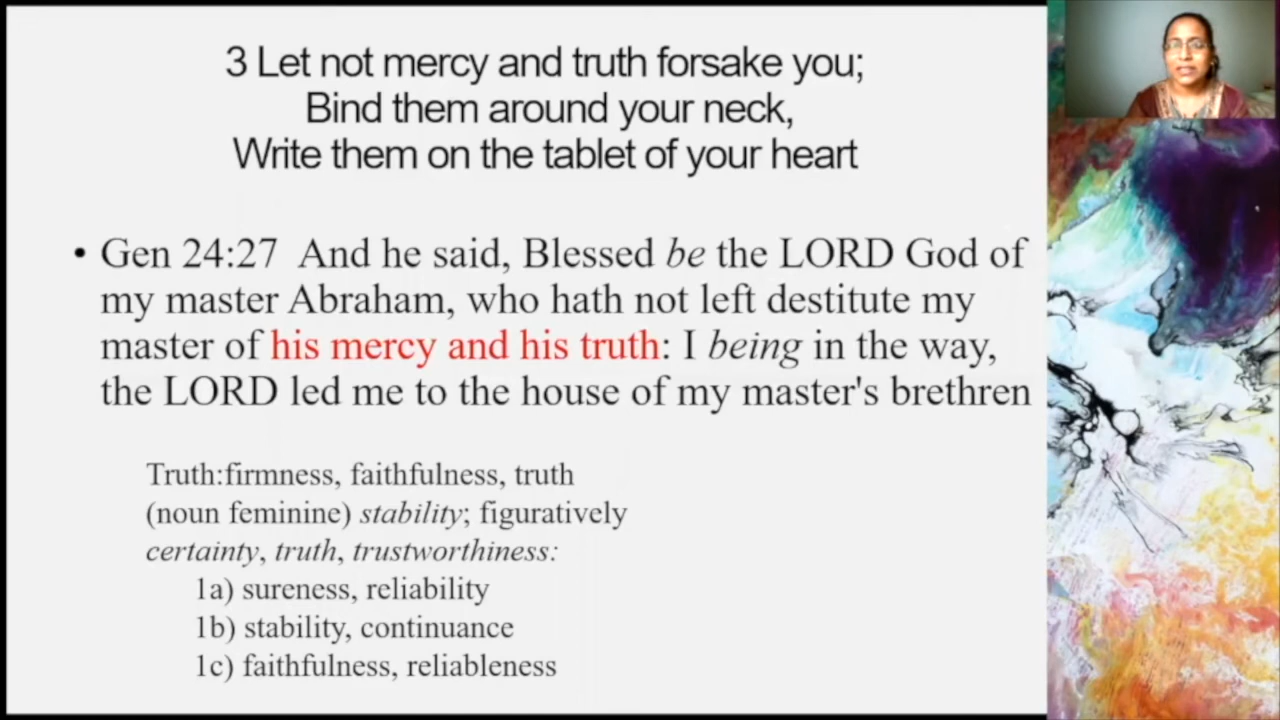 3 Let not mercy and truth forsake you;
Bind them around your neck,
Write them on the tablet of your heart
• Gen 24:27  And he said, Blessed be the LORD God of
my master Abraham, who hath not left destitute my
master of his mercy and his truth: I being in the way,
the LORD led me to the house of my master's brethren
Truth:firmness, faithfulness, truth
(noun feminine) stability; figuratively
certainty, truth, trustworthiness:
1a) sureness, reliability
1b) stability, continuance
1c) faithfulness, reliableness